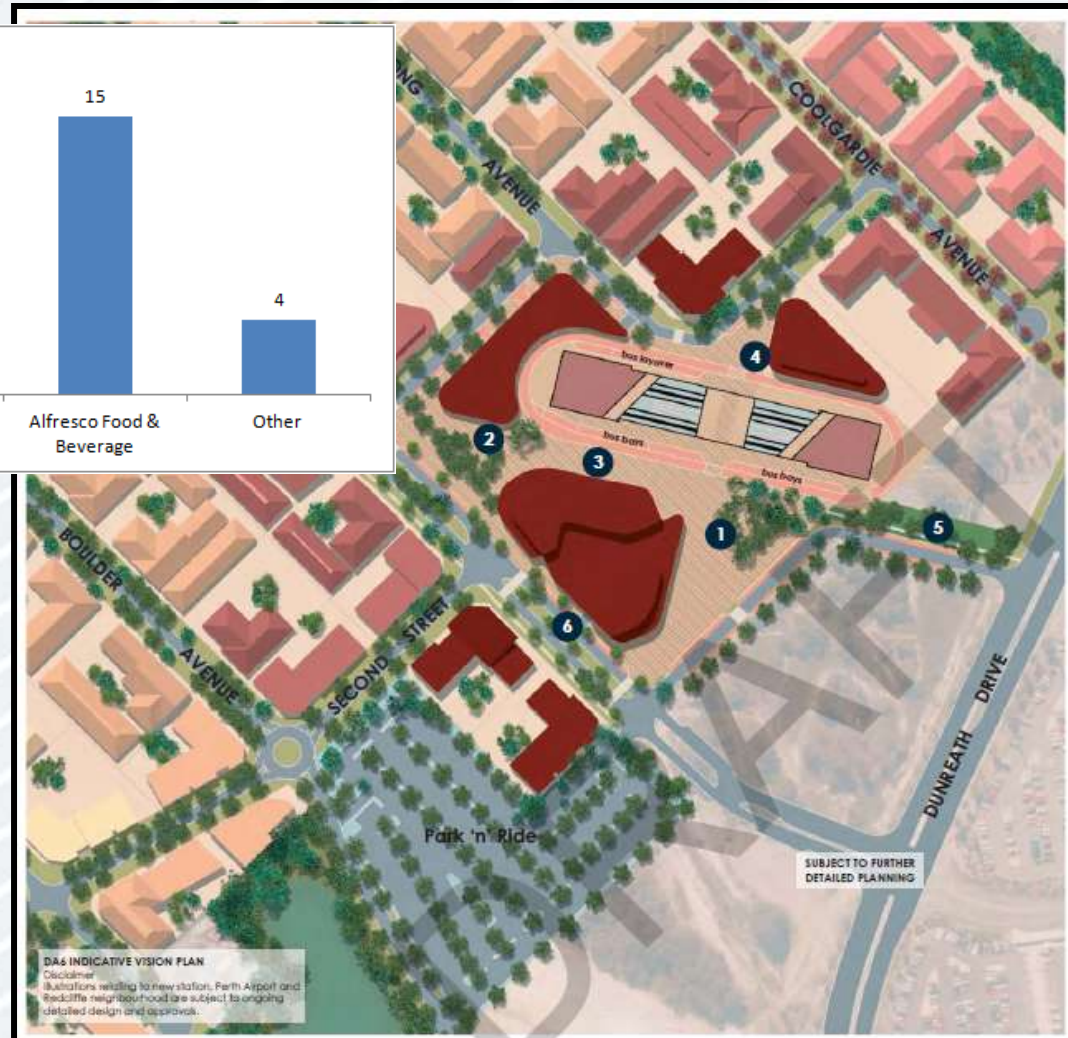 15
4
Alfresco Food &
Beverage
Other
AVENUE
COOLGARDIE
AVENUE
bus layover
4
2
bus bays
3
bus bays
1
5
BOULDER
AVENUE
SECOND STREET
6
DUNREATH DRIVE
Park 'n' Ride
SUBJECT TO FURTHER
DETAILED PLANNING
DA6 INDICATIVE VISION PLAN
Disclaimer
Illustrations relating to new station, Perth Airport and
Redcliffe neighbourhood are subject to ongoing
detailed design and approvals.
DRAFT